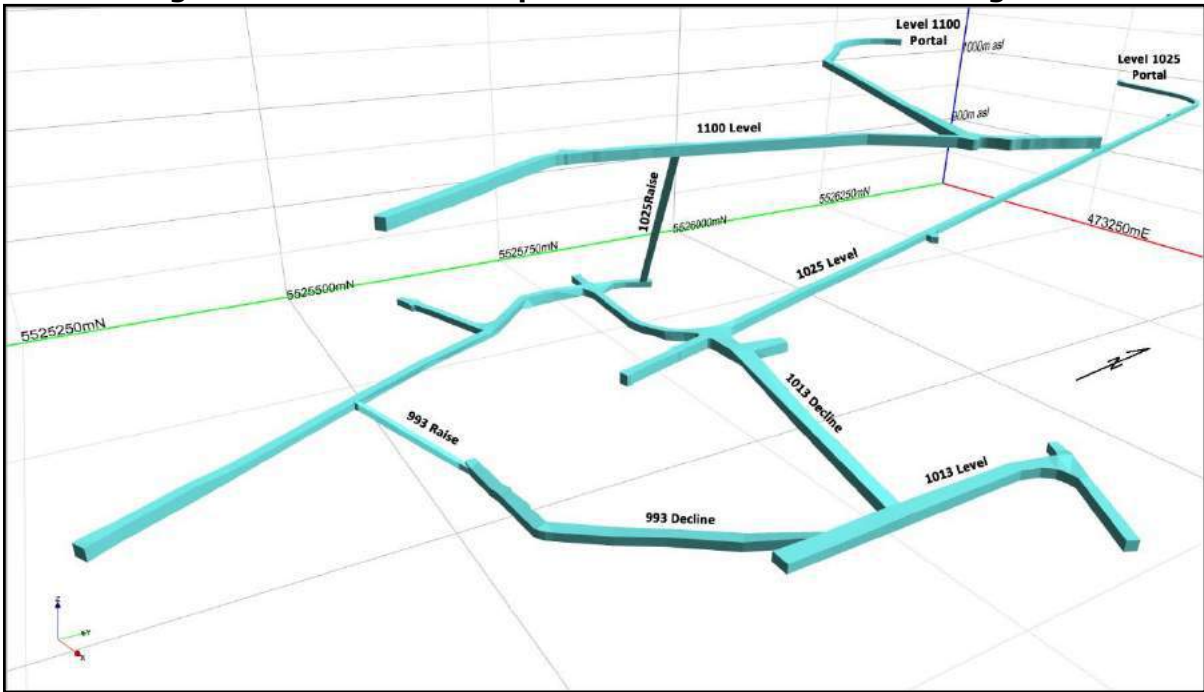 Level 1100
Portal
1000m asl
Level 1025
Portal
900m asl
1100 Level
1025Raise
5526250mN
5526000mN
473250mE
5525750mN
1025 Level
5525500mN
5525250mN
N
1013 Decline
993 Raise
1013 Level
993 Decline
Z
Y
X